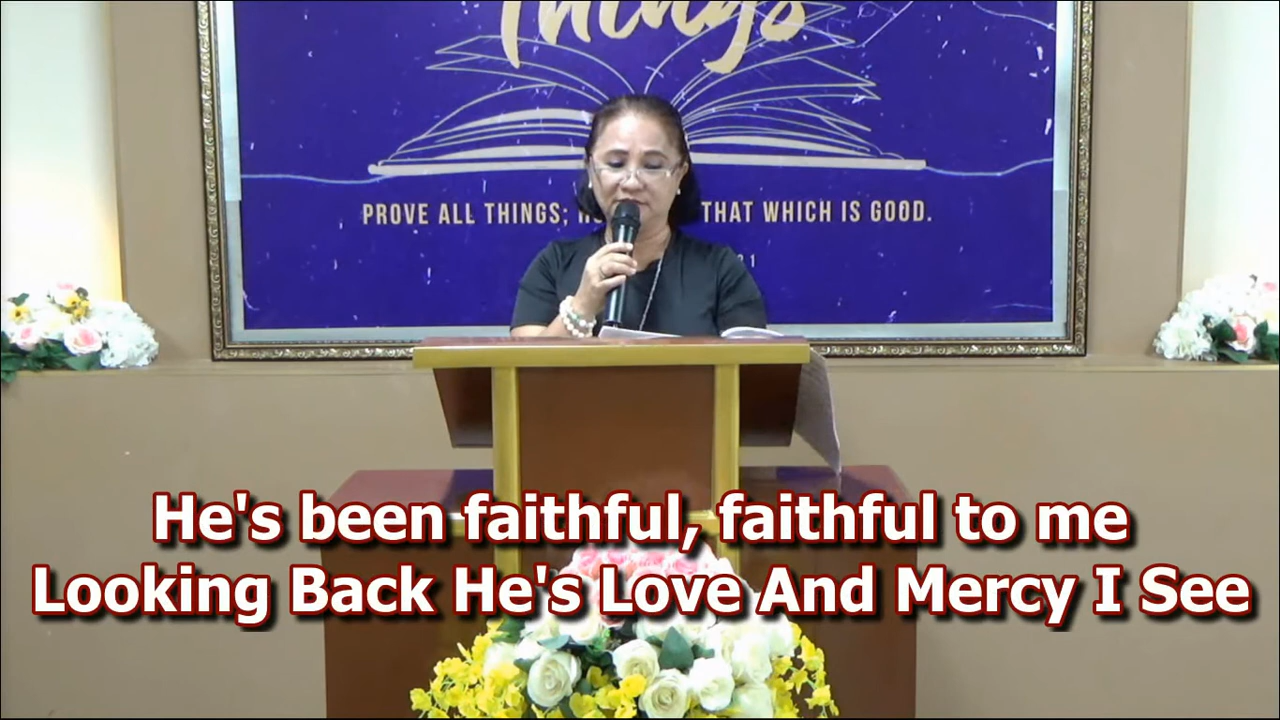 Things
PROVE ALL THINGS; THAT WHICH IS GOOD.
21
He's been faithful, faithful to me
Looking Back He's Love And Mercy I See